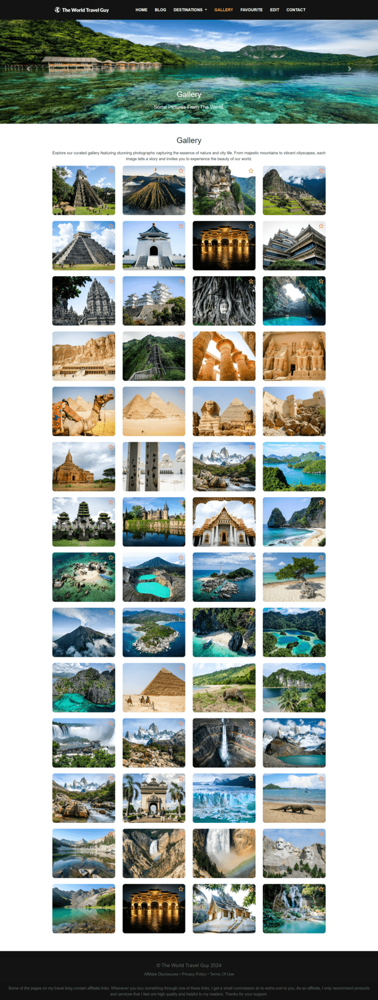 The World Travel Guy
HOME BLOG DESTINATIONS GALLERY FAVOURITE EDIT CONTACT
Gallery
Some Pictures From The World
Gallery
Explore our curated gallery featuring stunning photographs capturing the essence of nature and city life. From majestic mountains to vibrant cityscapes, each
image tells a story and invites you to experience the beauty of our world.
© The World Travel Guy 2024
Affiliate Disclosures • Privacy Policy • Terms Of Use
Some of the pages on my travel blog contain affiliate links. Whenever you buy something through one of these links, I get a small commission at no extra cost to you. As an affiliate, I only recommend products
and services that I feel are high quality and helpful to my readers. Thanks for your support.